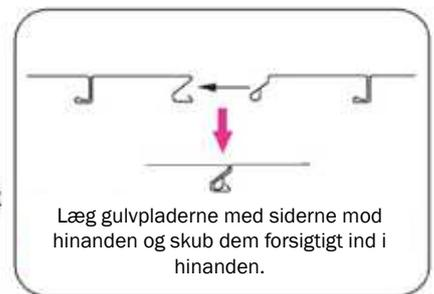 Læg gulvpladerne med siderne mod
hinanden og skub dem forsigtigt ind i
hinanden.